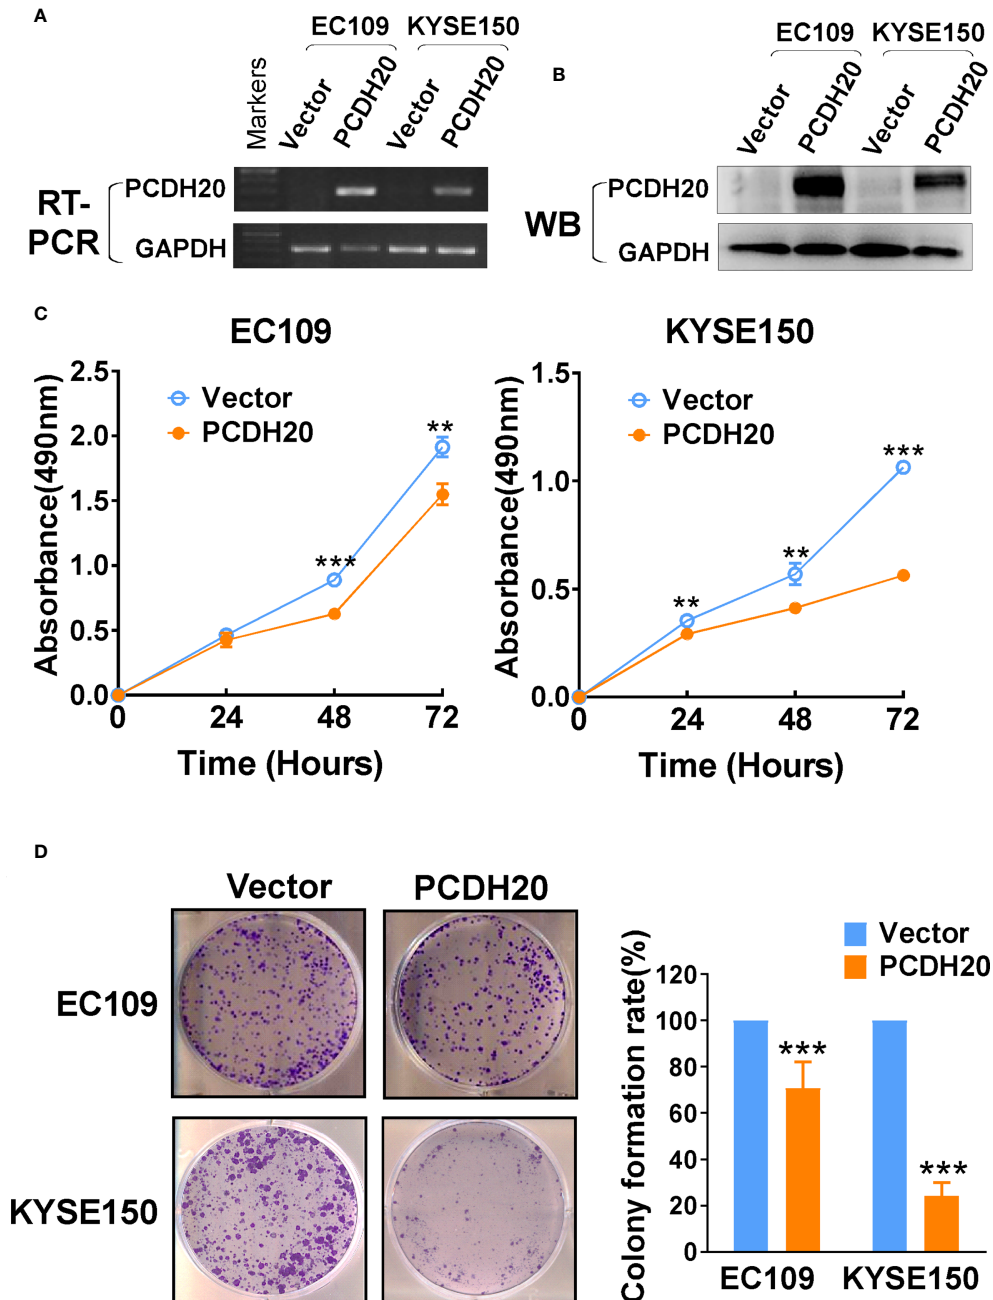 A
EC109 KYSE150
Markers
Vector
PCDH20
Vector
PCDH20
RT-
PCR
PCDH20
GAPDH
B
EC109 KYSE150
Vector
PCDH20
Vector
PCDH20
WB
PCDH20
GAPDH
C
EC109
Absorbance(490nm)
2.5
2.0
1.5
1.0
0.5
0.0
Vector
PCDH20
***
**
0 24 48 72
Time (Hours)
KYSE150
Absorbance(490nm)
1.5
1.0
0.5
0.0
Vector
PCDH20
**
**
***
0 24 48 72
Time (Hours)
D
Vector PCDH20
EC109
KYSE150
Vector
PCDH20
Colony formation rate(%)
120
100
80
60
40
20
0
***
***
EC109 KYSE150